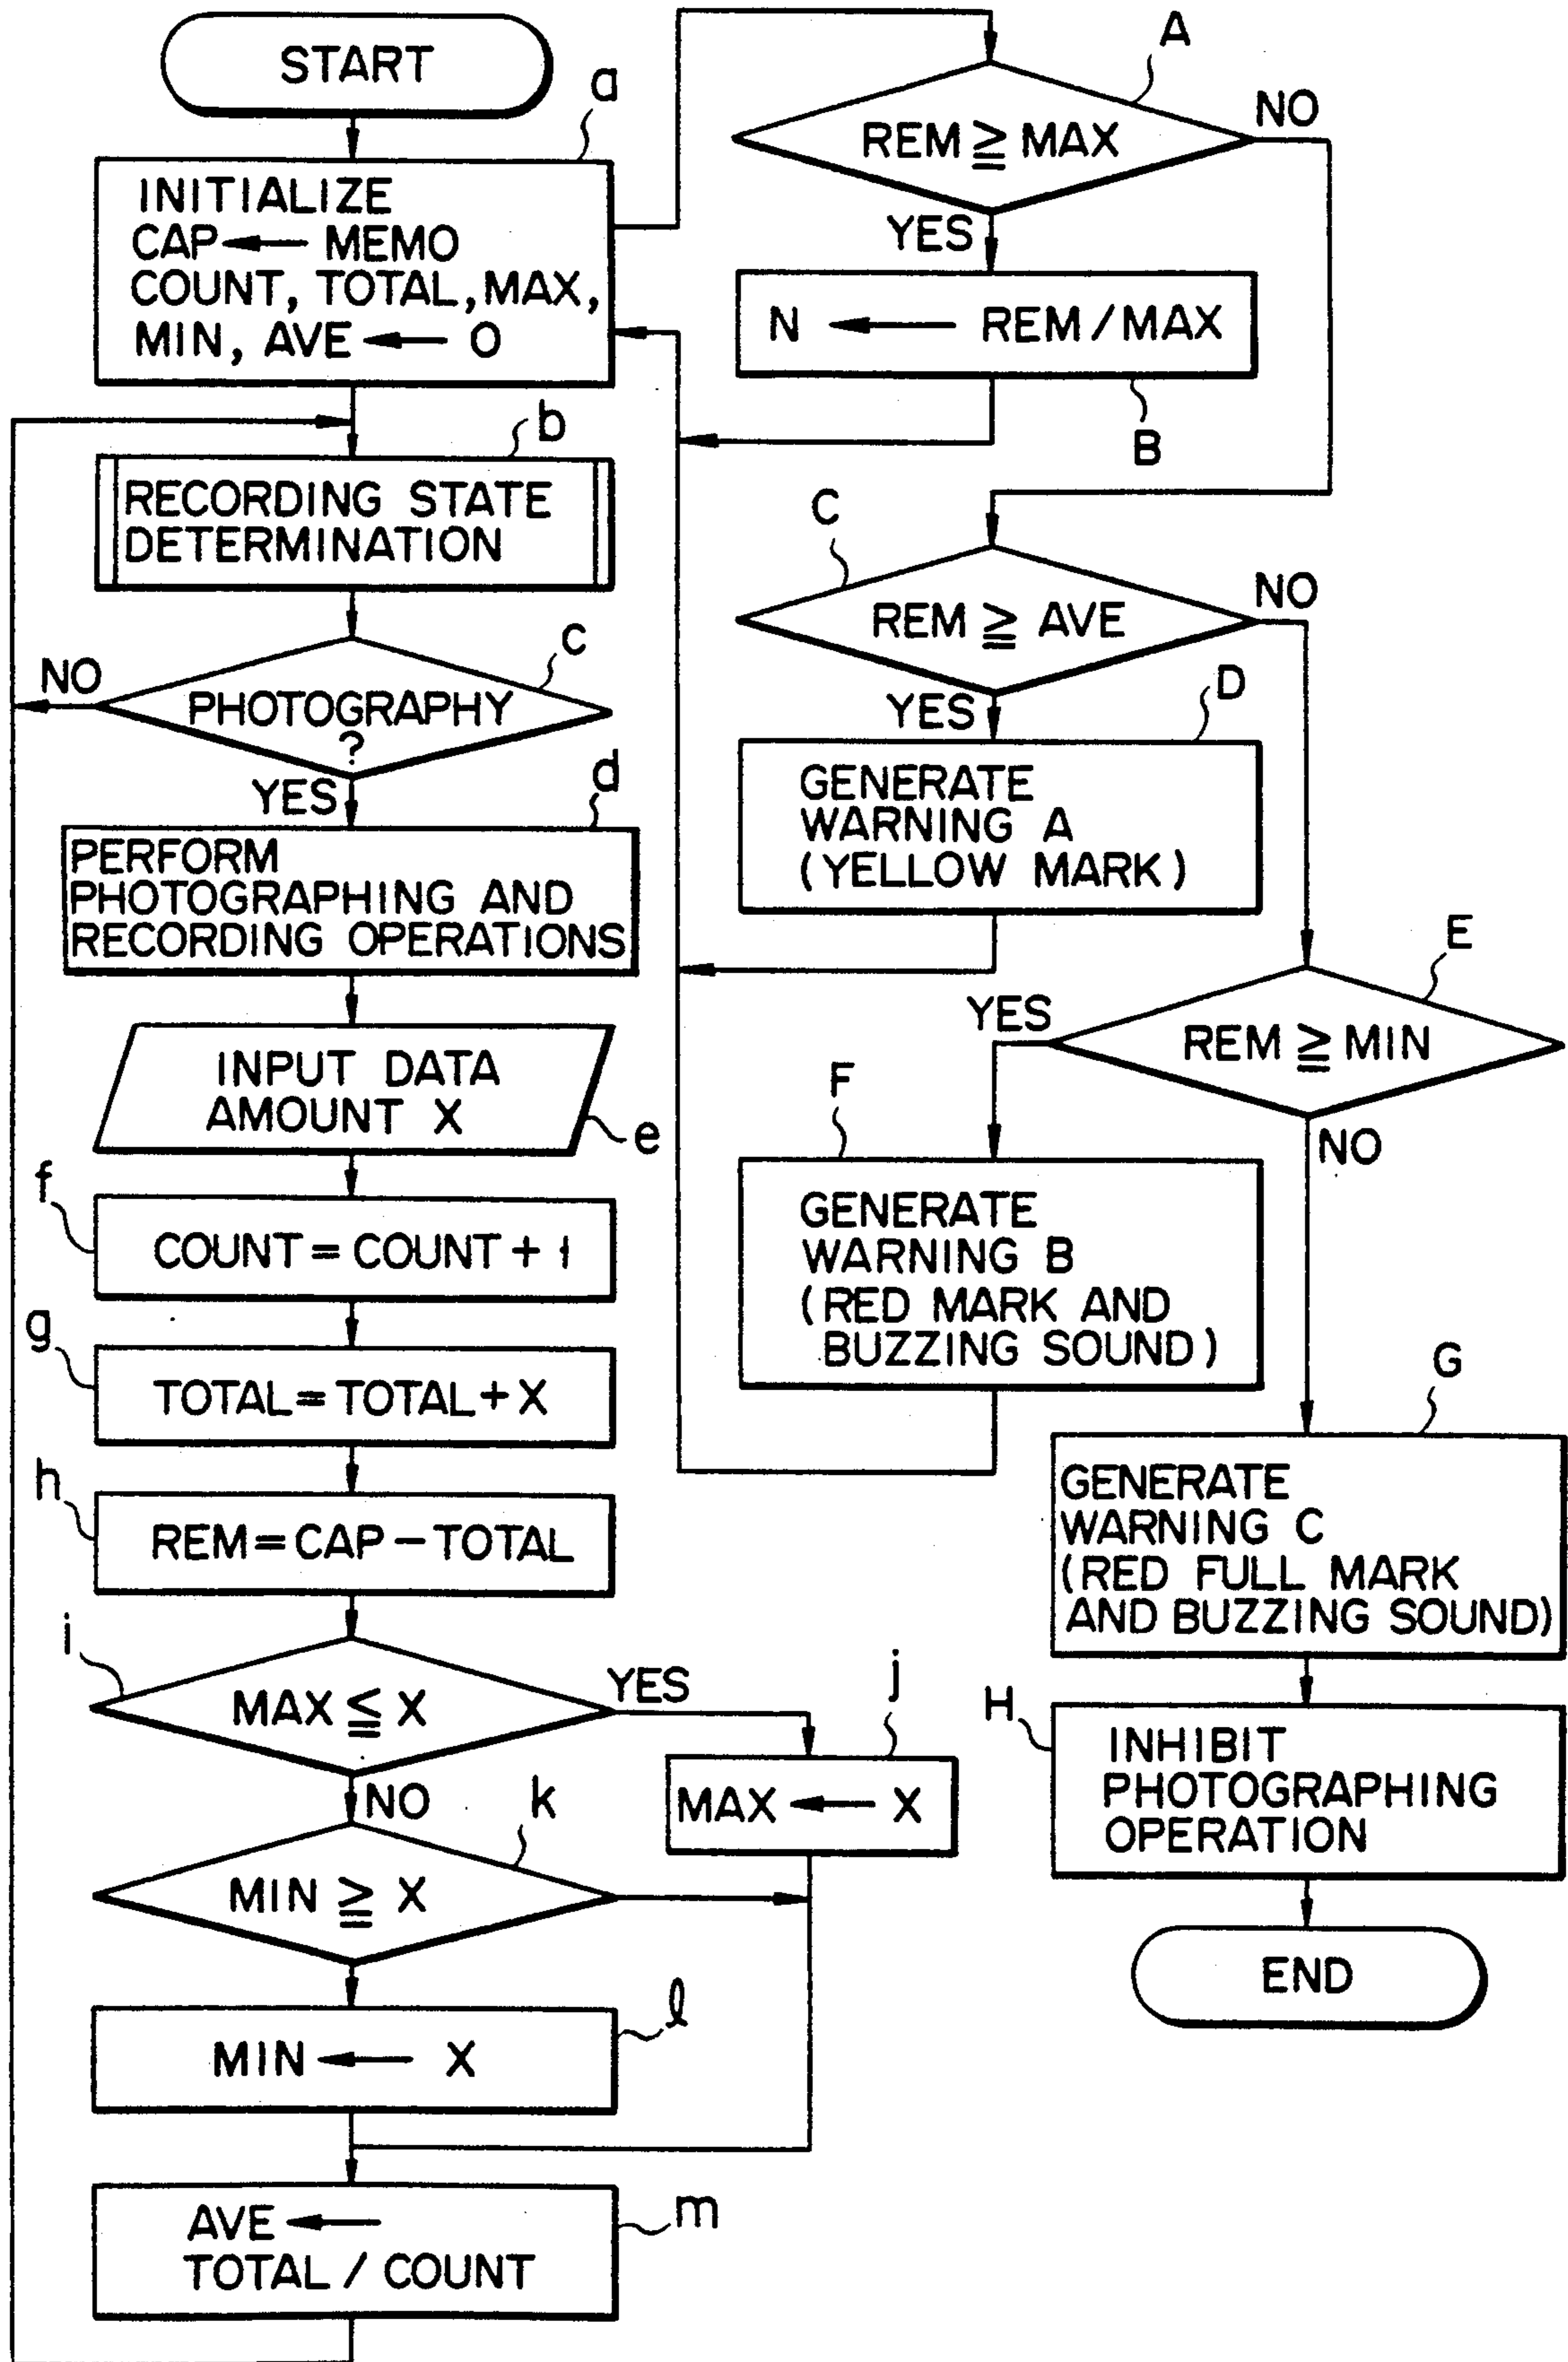 START
a
INITIALIZE
CAP ← MEMO
COUNT, TOTAL, MAX,
MIN, AVE ← 0
b
RECORDING STATE
DETERMINATION
c
NO
PHOTOGRAPHY
?
YES
d
PERFORM
PHOTOGRAPHING AND
RECORDING OPERATIONS
INPUT DATA
AMOUNT X
e
f
COUNT = COUNT + 1
g
TOTAL = TOTAL + X
h
REM = CAP - TOTAL
i
MAX ≦ X
YES
j
MAX ← X
NO
k
MIN ≧ X
l
MIN ← X
AVE ←
TOTAL / COUNT
m
A
REM ≧ MAX
NO
YES
N ← REM / MAX
B
C
REM ≧ AVE
NO
YES
D
GENERATE
WARNING A
(YELLOW MARK)
E
YES
REM ≧ MIN
NO
F
GENERATE
WARNING B
(RED MARK AND
BUZZING SOUND)
G
GENERATE
WARNING C
(RED FULL MARK
AND BUZZING SOUND)
H
INHIBIT
PHOTOGRAPHING
OPERATION
END